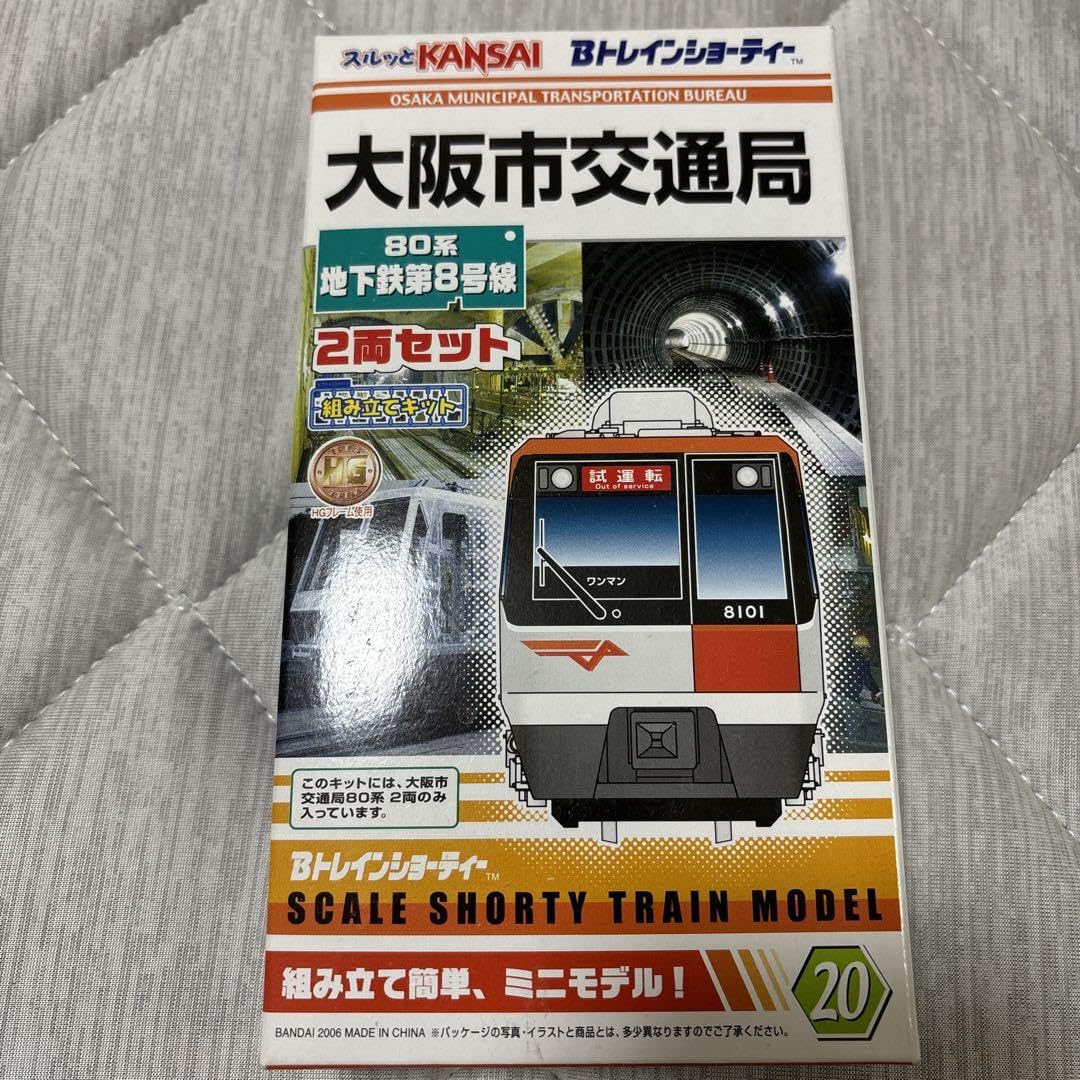 スルッとKANSAI Bトレインショーティー™
OSAKA MUNICIPAL TRANSPORTATION BUREAU
大阪市交通局
80系
地下鉄第8号線
2両セット
組み立てキット
HG
HGフレーム使用
試運転
Out of service
ワンマン
8101
このキットには、大阪市
交通局80系 2両のみ
入っています。
Bトレインショーティー™
SCALE SHORTY TRAIN MODEL
組み立て簡単、ミニモデル!
20
BANDAI 2006 MADE IN CHINA ※パッケージの写真・イラストと商品とは、多少異なりますのでご了承ください。